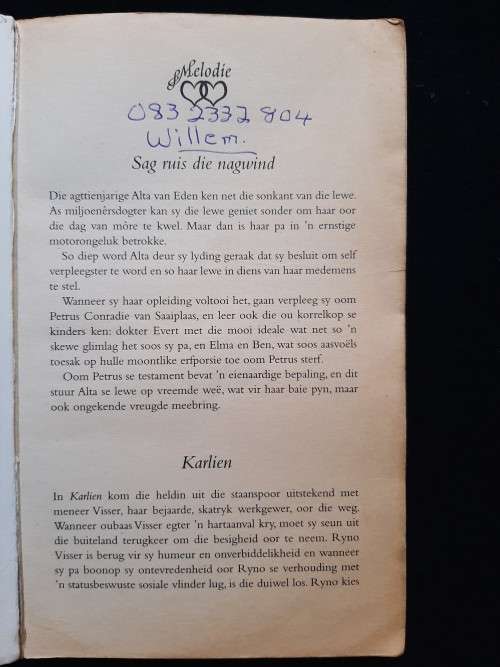 Melodie
083 2332 804
Willem.
Sag ruis die nagwind
Die agttienjarige Alta van Eden ken net die sonkant van die lewe.
As miljoenêrsdogter kan sy die lewe geniet sonder om haar oor
die dag van môre te kwel. Maar dan is haar pa in 'n ernstige
motorongeluk betrokke.
So diep word Alta deur sy lyding geraak dat sy besluit om self
verpleegster te word en so haar lewe in diens van haar medemens
te stel.
Wanneer sy haar opleiding voltooi het, gaan verpleeg sy oom
Petrus Conradie van Saaiplaas, en leer ook die ou korrelkop se
kinders ken: dokter Evert met die mooi ideale wat net so 'n
skewe glimlag het soos sy pa, en Elma en Ben, wat soos aasvoëls
toesak op hulle moontlike erfporsie toe oom Petrus sterf.
Oom Petrus se testament bevat 'n eienaardige bepaling, en dit
stuur Alta se lewe op vreemde weë, wat vir haar baie pyn, maar
ook ongekende vreugde meebring.
Karlien
In Karlien kom die heldin uit die staanspoor uitstekend met
meneer Visser, haar bejaarde, skatryk werkgewer, oor die weg.
Wanneer oubaas Visser egter 'n hartaanval kry, moet sy seun uit
die buiteland terugkeer om die besigheid oor te neem. Ryno
Visser is berug vir sy humeur en onverbiddelikheid en wanneer
sy pa boonop sy ontevredenheid oor Ryno se verhouding met
'n statusbeswuste sosiale vlinder lug, is die duiwel los. Ryno kies